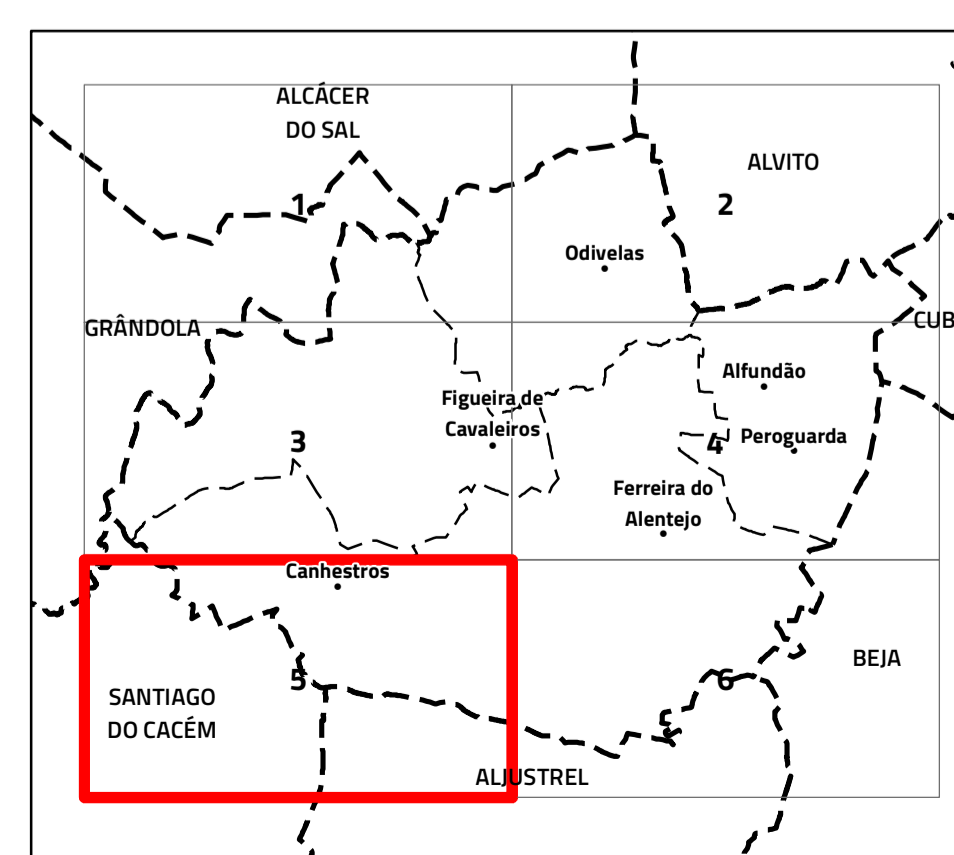 ALCÁCER
DO SAL
ALVITO
1
2
Odivelas
GRÂNDOLA
CUB
Alfundão
Figueira de
Cavaleiros
3
4
Peroguarda
Ferreira do
Alentejo
Canhestros
5
6
BEJA
SANTIAGO
DO CACÉM
ALJUSTREL